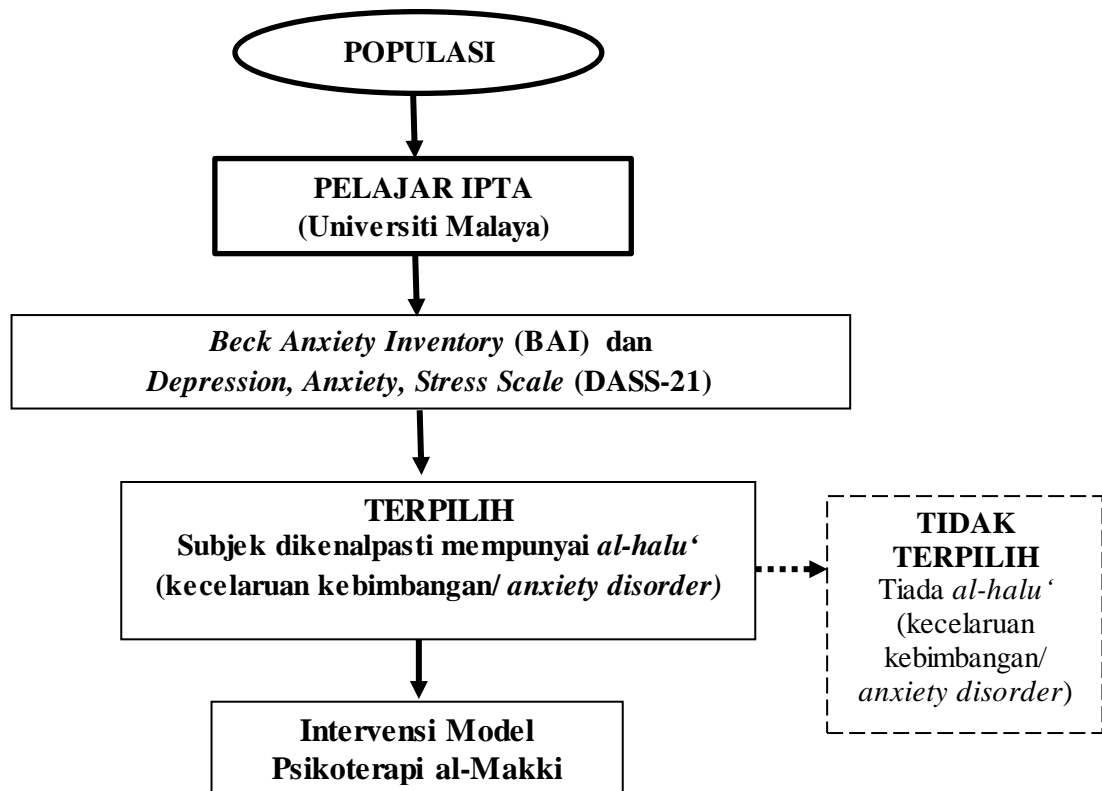 POPULASI
PELAJAR IPTA
(Universiti Malaya)
Beck Anxiety Inventory (BAI) dan
Depression, Anxiety, Stress Scale (DASS-21)
TERPILIH
Subjek dikenalpasti mempunyai al-halu‘
(kecelaruan kebimbangan/ anxiety disorder)
TIDAK
TERPILIH
Tiada al-halu‘
(kecelaruan
kebimbangan/
anxiety disorder)
Intervensi Model
Psikoterapi al-Makki